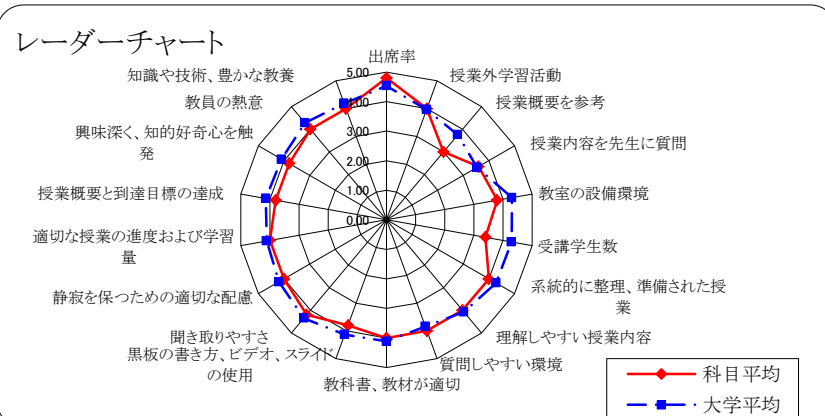 レーダーチャート
出席率
授業外学習活動
授業概要を参考
授業内容を先生に質問
教室の設備環境
受講学生数
系統的に整理、準備された授
業
理解しやすい授業内容
質問しやすい環境
教科書、教材が適切
黒板の書き方、ビデオ、スライド
の使用
聞き取りやすさ
静寂を保つための適切な配慮
適切な授業の進度および学習
量
授業概要と到達目標の達成
興味深く、知的好奇心を触
発
教員の熱意
知識や技術、豊かな教養
5.00
4.00
3.00
2.00
1.00
0.00
科目平均
大学平均